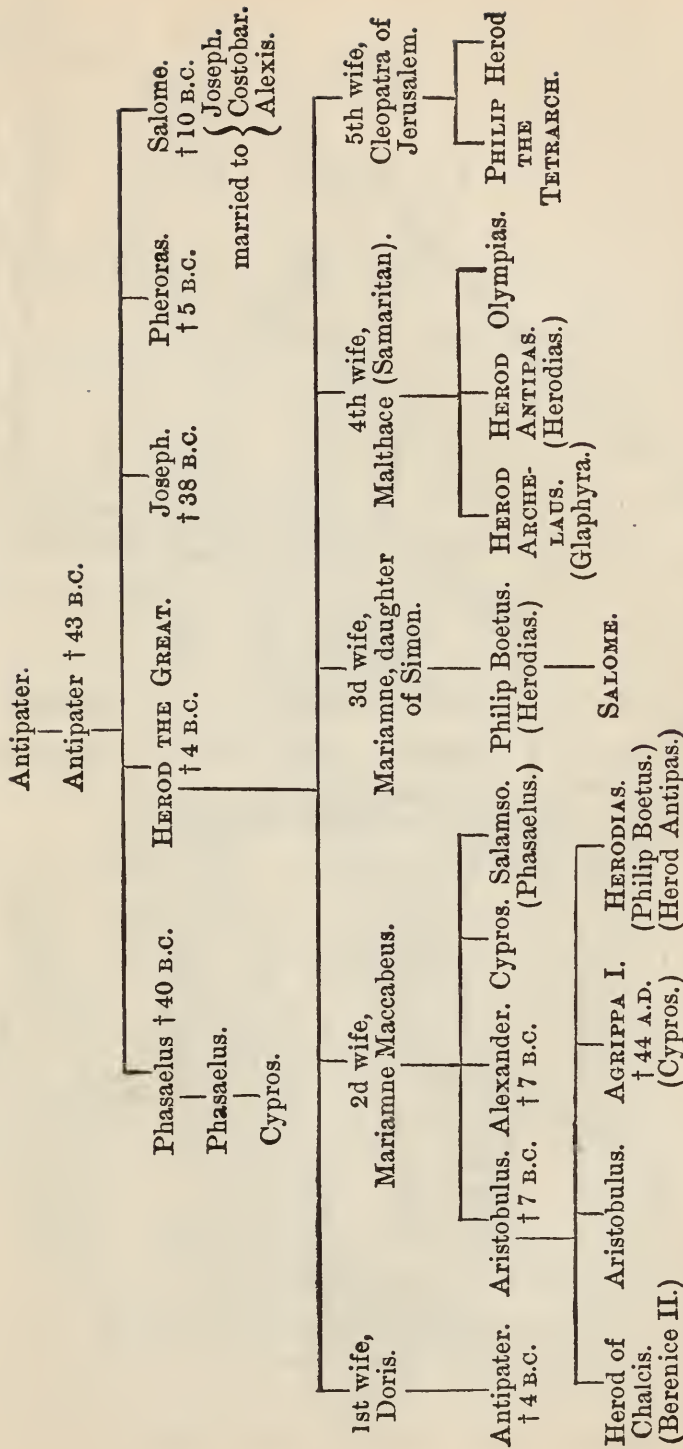 Antipater.
Antipater † 43 B.C.
Phasaelus † 40 B.C.
Phasaelus.
Cypros.
HEROD THE GREAT.
† 4 B.C.
Joseph.
† 38 B.C.
Pheroras.
† 5 B.C.
Salome.
† 10 B.C.
married to { Joseph.
Costobar.
Alexis.
1st wife,
Doris.
2d wife,
Mariamne Maccabeus.
3d wife,
Mariamne, daughter
of Simon.
4th wife,
Malthace (Samaritan).
5th wife,
Cleopatra of
Jerusalem.
Antipater.
† 4 B.C.
Aristobulus.
† 7 B.C.
Alexander.
† 7 B.C.
Cypros.
Salamso.
(Phasaelus.)
Philip Boetus.
(Herodias.)
SALOME.
HEROD
ARCHE-
LAUS.
(Glaphyra.)
HEROD
ANTIPAS.
(Herodias.)
Olympias.
PHILIP
THE
TETRARCH.
Herod
Herod of
Chalcis.
(Berenice II.)
Aristobulus.
AGRIPPA I.
† 44 A.D.
(Cypros.)
HERODIAS.
(Philip Boetus.)
(Herod Antipas.)